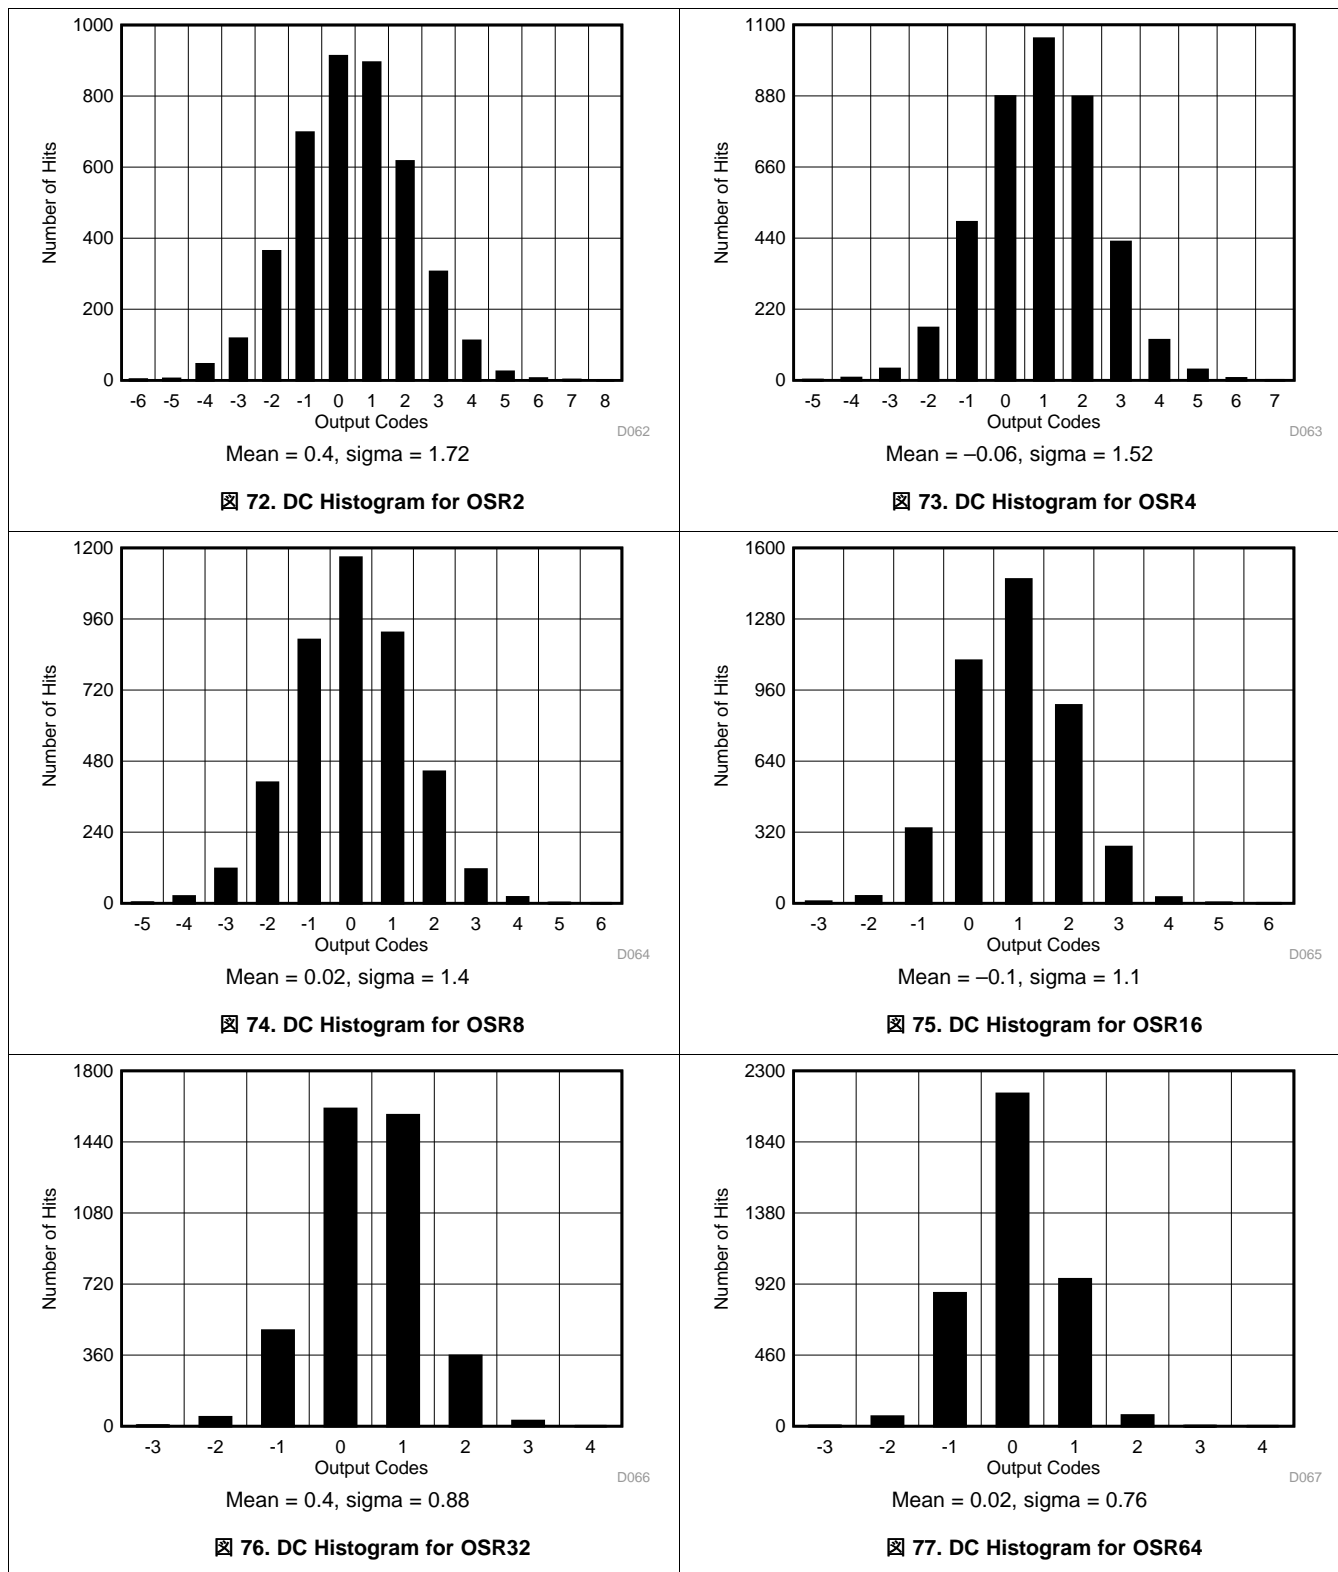 1000
800
600
400
200
0
Number of Hits
-6 -5 -4 -3 -2 -1 0 1 2 3 4 5 6 7 8
Output Codes
D062
Mean = 0.4, sigma = 1.72
図 72. DC Histogram for OSR2
1100
880
660
440
220
0
Number of Hits
-5 -4 -3 -2 -1 0 1 2 3 4 5 6 7
Output Codes
D063
Mean = –0.06, sigma = 1.52
図 73. DC Histogram for OSR4
1200
960
720
480
240
0
Number of Hits
-5 -4 -3 -2 -1 0 1 2 3 4 5 6
Output Codes
D064
Mean = 0.02, sigma = 1.4
図 74. DC Histogram for OSR8
1600
1280
960
640
320
0
Number of Hits
-3 -2 -1 0 1 2 3 4 5 6
Output Codes
D065
Mean = –0.1, sigma = 1.1
図 75. DC Histogram for OSR16
1800
1440
1080
720
360
0
Number of Hits
-3 -2 -1 0 1 2 3 4
Output Codes
D066
Mean = 0.4, sigma = 0.88
図 76. DC Histogram for OSR32
2300
1840
1380
920
460
0
Number of Hits
-3 -2 -1 0 1 2 3 4
Output Codes
D067
Mean = 0.02, sigma = 0.76
図 77. DC Histogram for OSR64